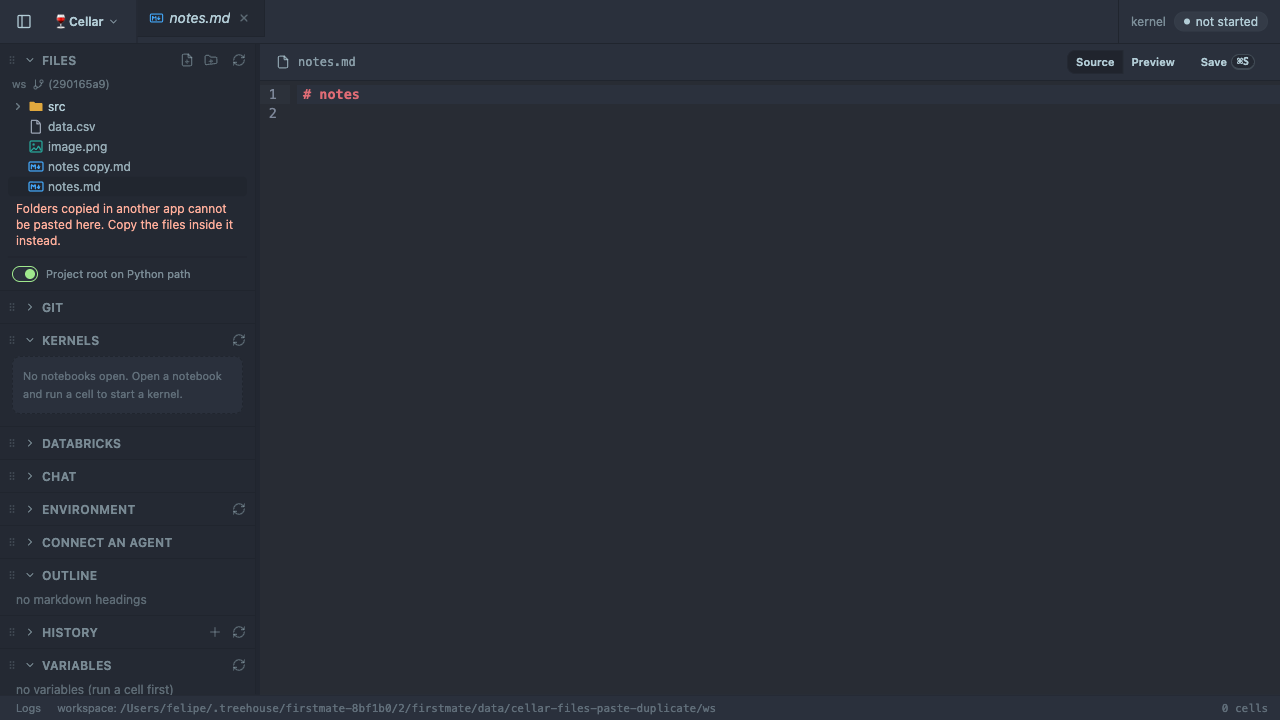 Cellar
notes.md
kernel
not started
FILES
ws (290165a9)
src
data.csv
image.png
notes copy.md
notes.md
Folders copied in another app cannot
be pasted here. Copy the files inside it
instead.
Project root on Python path
GIT
KERNELS
No notebooks open. Open a notebook
and run a cell to start a kernel.
DATABRICKS
CHAT
ENVIRONMENT
CONNECT AN AGENT
OUTLINE
no markdown headings
HISTORY
VARIABLES
no variables (run a cell first)
notes.md
Source Preview Save ⌘S
1 # notes
2
Logs workspace: /Users/felipe/.treehouse/firstmate-8bf1b0/2/firstmate/data/cellar-files-paste-duplicate/ws 0 cells